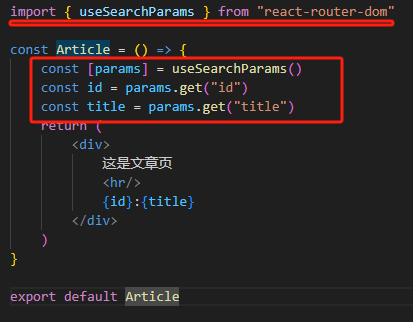 import { useSearchParams } from "react-router-dom"
const Article = () => {
const [params] = useSearchParams()
const id = params.get("id")
const title = params.get("title")
return (
<div>
这是文章页
<hr/>
{id}:{title}
</div>
)
}
export default Article